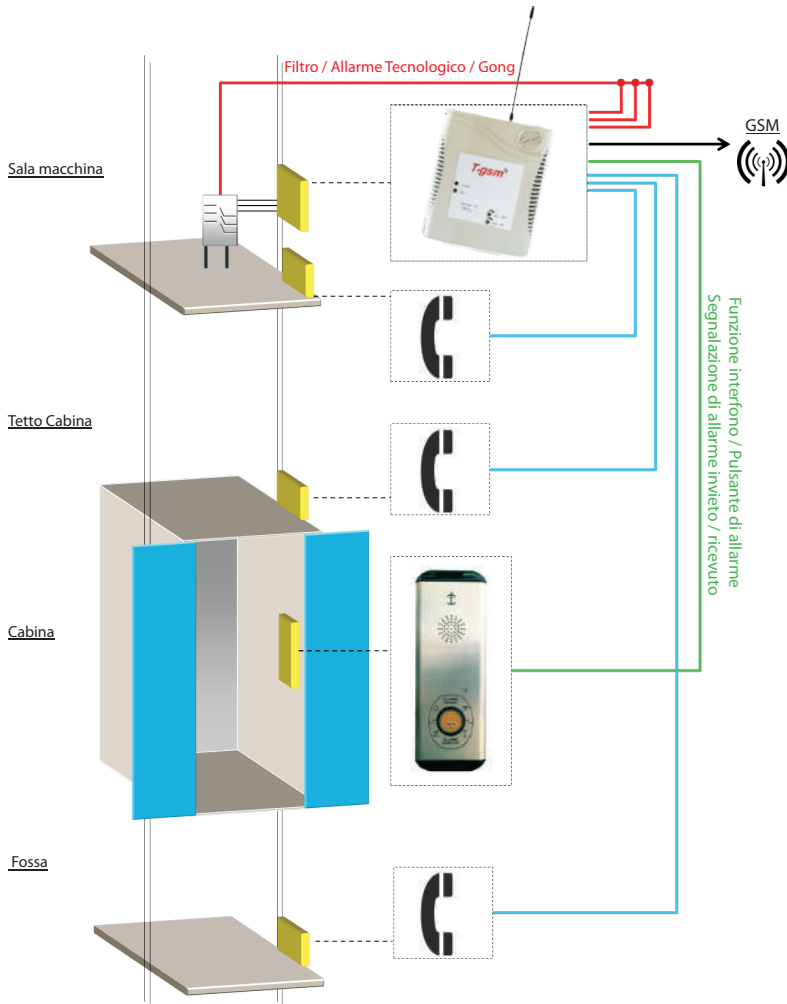 Filtro / Allarme Tecnologico / Gong
GSM
Sala macchina
T-gsm
Tetto Cabina
Funzione interfono / Pulsante di allarme
Segnalazione di allarme invieto / ricevuto
Cabina
Fossa